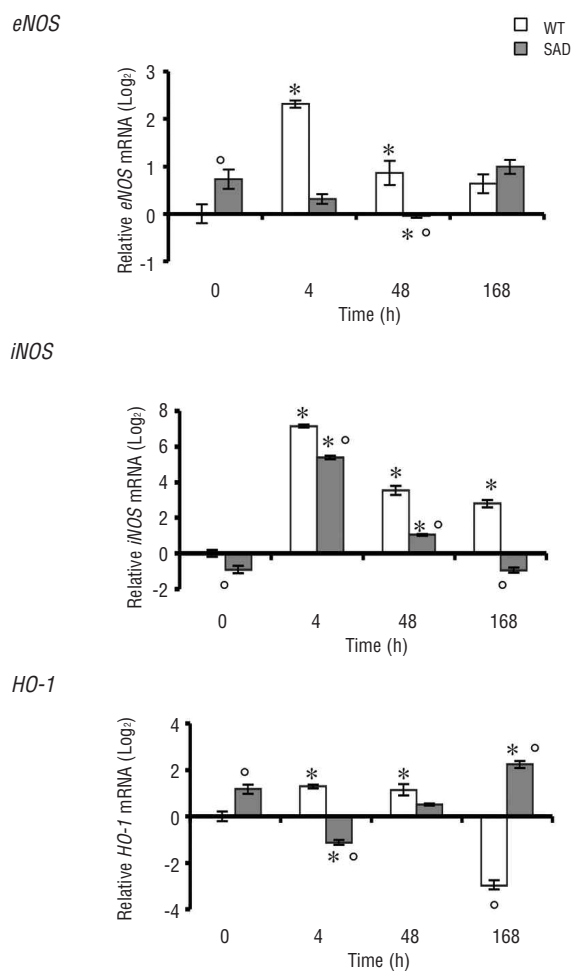 eNOS
WT
SAD
Relative eNOS mRNA (Log2)
3
2
1
0
-1
* 
°
*
*
* °
0 4 48 168
Time (h)
iNOS
Relative iNOS mRNA (Log2)
8
6
4
2
0
-2
*
* °
*
* °
*
°
°
0 4 48 168
Time (h)
HO-1
Relative HO-1 mRNA (Log2)
4
2
0
-2
-4
°
*
*
* °
* °
°
0 4 48 168
Time (h)